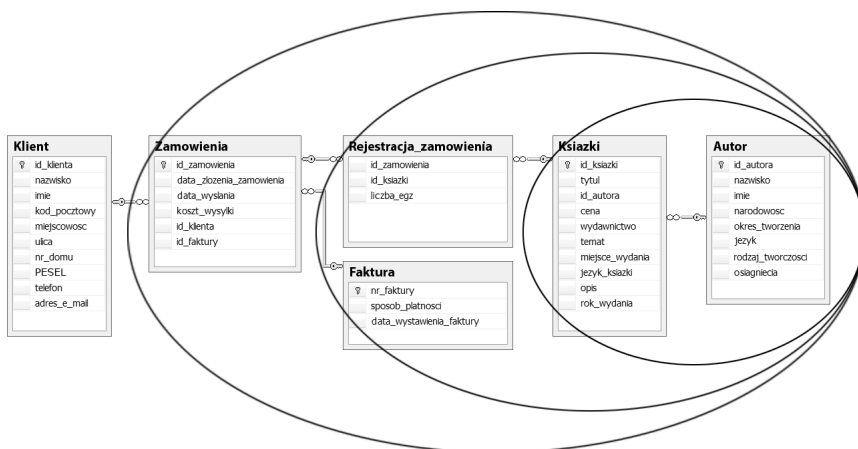 Klient
id_klienta
nazwisko
imie
kod_pocztowy
miejscowosc
ulica
nr_domu
PESEL
telefon
adres_e_mail
Zamowienia
id_zamowienia
data_zlozenia_zamowienia
data_wyslania
koszt_wysylki
id_klienta
id_faktury
Rejestracja_zamowienia
id_zamowienia
id_ksiazki
liczba_egz
Faktura
nr_faktury
sposob_platnosci
data_wystawienia_faktury
Ksiazki
id_ksiazki
tytul
id_autora
cena
wydawnictwo
temat
miejsce_wydania
jezyk_ksiazki
opis
rok_wydania
Autor
id_autora
nazwisko
imie
narodowosc
okres_tworzenia
jezyk
rodzaj_tworczosci
osiagniecia